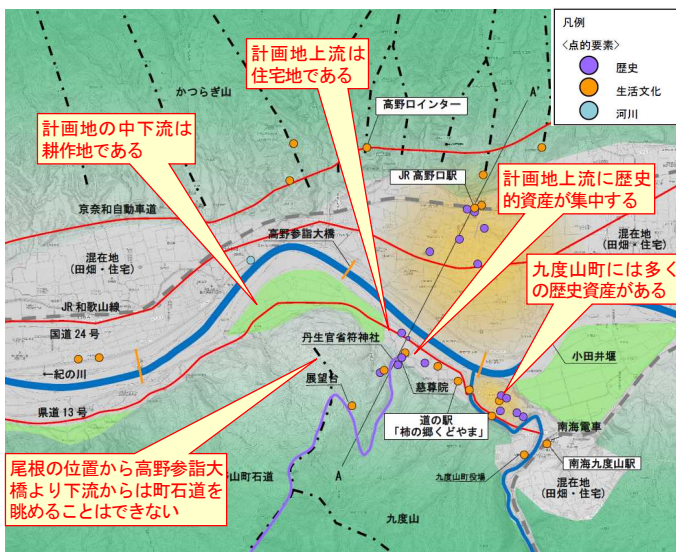 凡例
<点的要素>
歴史
生活文化
河川
計画地上流は
住宅地である
かつらぎ山
高野口インター
A'
計画地の中下流は
耕作地である
JR 高野口駅
計画地上流に歴史
的資産が集中する
京奈和自動車道
高野参詣大橋
混在地
(田畑・住宅)
混在地
(田畑・住宅)
九度山町には多く
の歴史資産がある
JR 和歌山線
国道 24 号
丹生官省符神社
小田井堰
←紀の川
展望台
慈尊院
県道 13 号
道の駅
「柿の郷くどやま」
南海電車
尾根の位置から高野参詣大
橋より下流からは町石道を
眺めることはできない
山町石道
A
九度山町役場
南海九度山駅
混在地
(田畑・住宅)
九度山